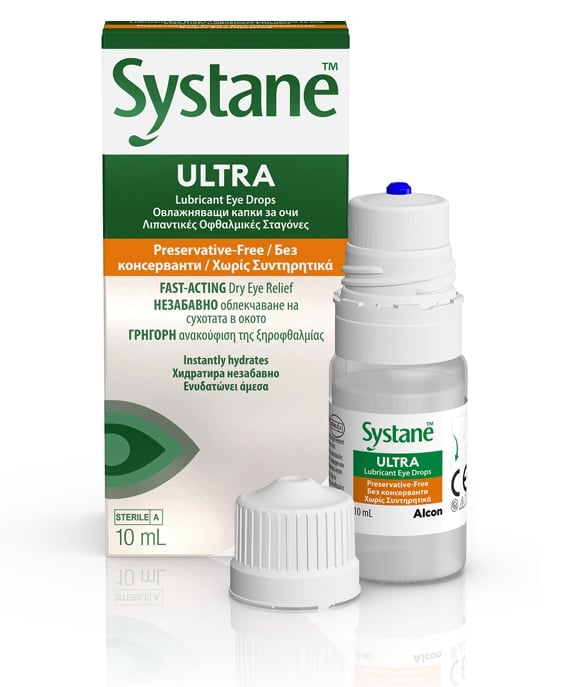 Systane™
ULTRA
Lubricant Eye Drops
Овлажняващи капки за очи
Λιπαντικές Οφθαλμικές Σταγόνες
Preservative-Free / Без
консерванти / Χωρίς Συντηρητικά
FAST-ACTING Dry Eye Relief
НЕЗАБАВНО облекчаване на
сухотата в окото
ΓΡΗΓΟΡΗ ανακούφιση της ξηροφθαλμίας
Instantly hydrates
Хидратира незабавно
Ενυδατώνει άμεσα
STERILE A
10 mL
Systane™
ULTRA
Lubricant Eye Drops
Preservative-Free
Без консерванти
Χωρίς Συντηρητικά
10 mL
Alcon
CE